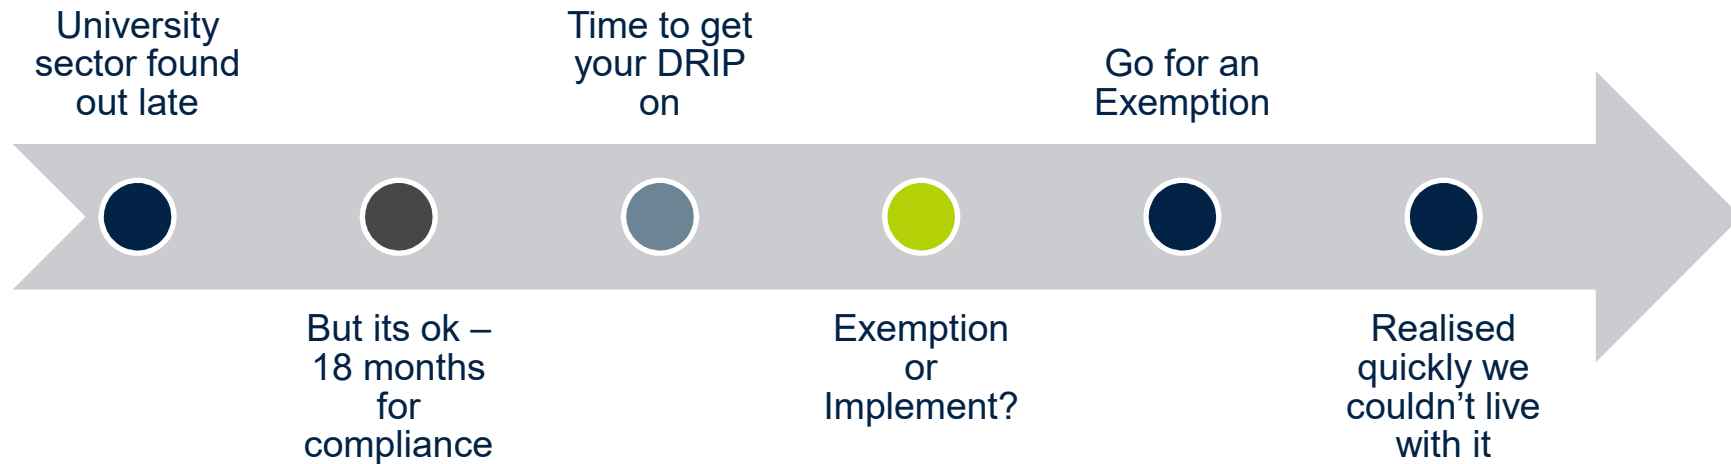 University
sector found
out late
But its ok –
18 months
for
compliance
Time to get
your DRIP
on
Exemption
or
Implement?
Go for an
Exemption
Realised
quickly we
couldn’t live
with it